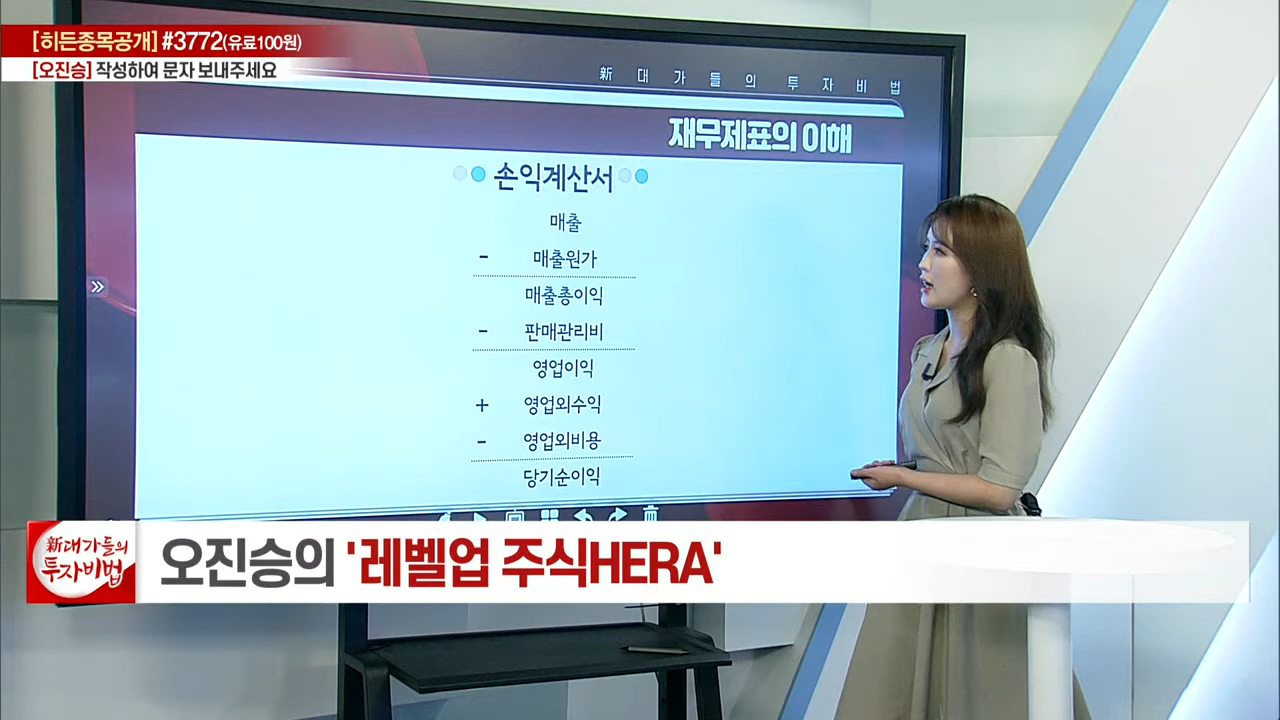 [히든종목공개] #3772(유료100원)
[오진승] 작성하여 문자 보내주세요
新대가들의 투자비법
재무제표의 이해
손익계산서
매출
- 매출원가
매출총이익
- 판매관리비
영업이익
+ 영업외수익
- 영업외비용
당기순이익
新대가들의
투자비법
오진승의 '레벨업 주식HERA'